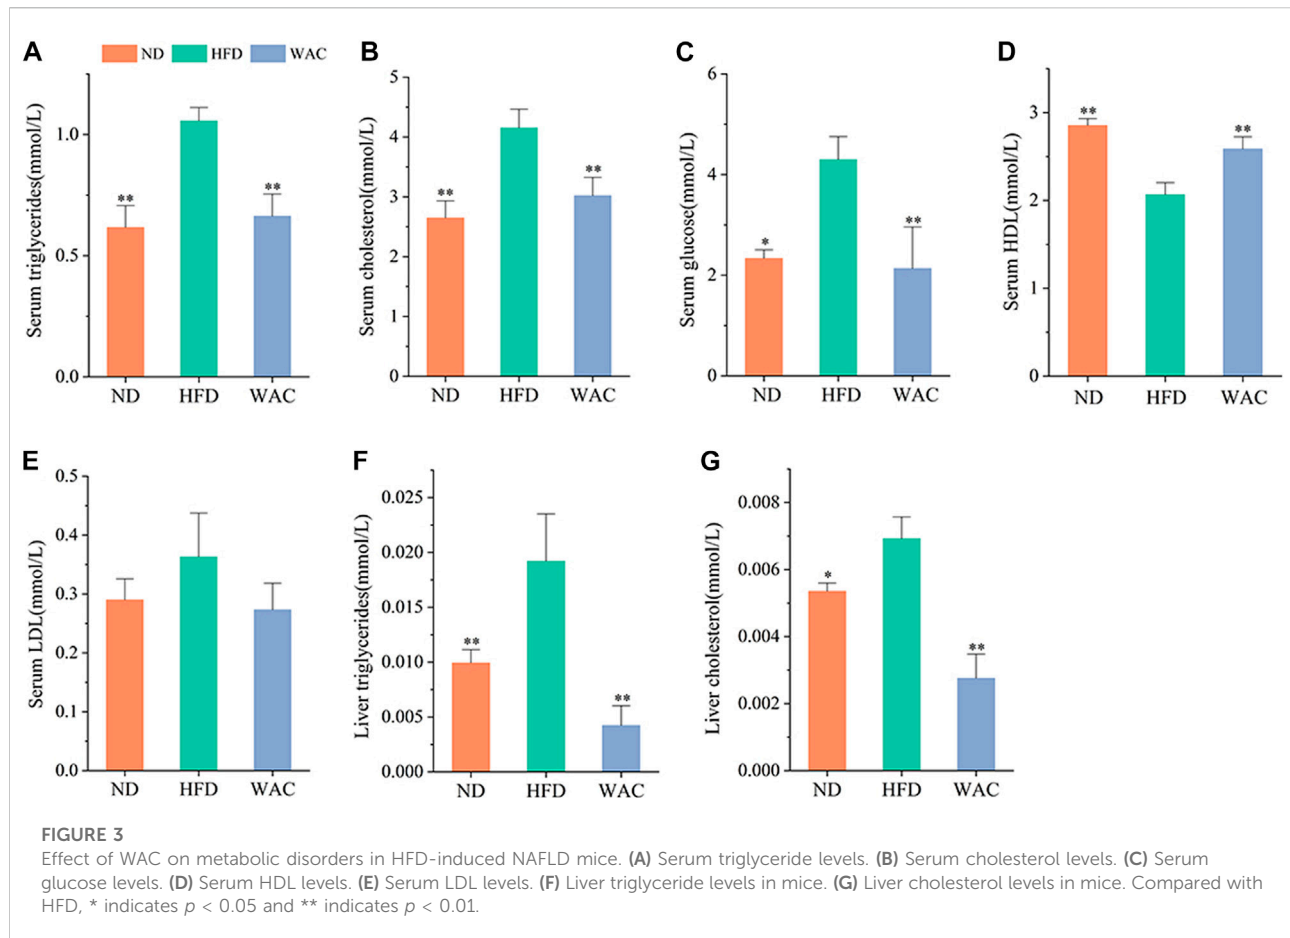 A
ND
HFD
WAC
Serum triglycerides(mmol/L)
1.0
0.5
0.0
**
**
ND HFD WAC
B
Serum cholesterol(mmol/L)
5
4
3
2
1
0
**
**
ND HFD WAC
C
Serum glucose(mmol/L)
6
4
2
0
*
**
ND HFD WAC
D
Serum HDL(mmol/L)
3
2
1
0
**
**
ND HFD WAC
E
Serum LDL(mmol/L)
0.5
0.4
0.3
0.2
0.1
0.0
ND HFD WAC
F
Liver triglycerides(mmol/L)
0.025
0.020
0.015
0.010
0.005
0.000
**
**
ND HFD WAC
G
Liver cholesterol(mmol/L)
0.008
0.006
0.004
0.002
0.000
*
**
ND HFD WAC
FIGURE 3
Effect of WAC on metabolic disorders in HFD-induced NAFLD mice. (A) Serum triglyceride levels. (B) Serum cholesterol levels. (C) Serum
glucose levels. (D) Serum HDL levels. (E) Serum LDL levels. (F) Liver triglyceride levels in mice. (G) Liver cholesterol levels in mice. Compared with
HFD, * indicates p < 0.05 and ** indicates p < 0.01.